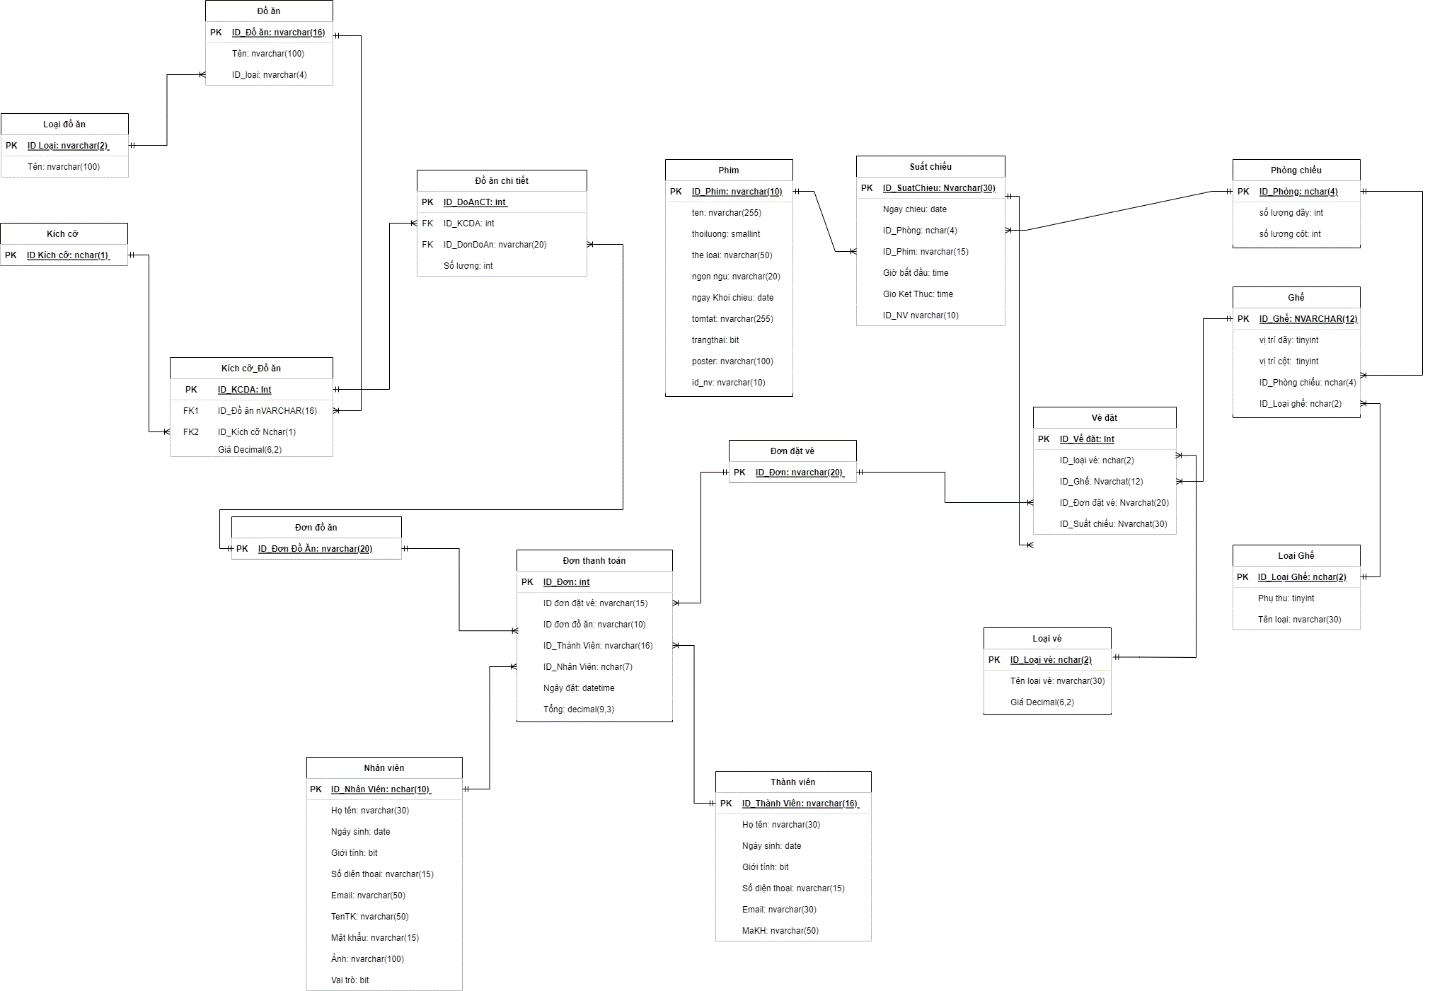 Đồ ăn
PK ID_Đồ ăn: nvarchar(16)
Tên: nvarchar(100)
ID_loai: nvarchar(4)
Loại đồ ăn
PK ID Loại: nvarchar(2)
Tên: nvarchar(100)
Kích cỡ
PK ID Kích cỡ: nchar(1)
Đồ ăn chi tiết
PK ID_DoAnCT: int
FK ID_KCDA: int
FK ID_DonDoAn: nvarchar(20)
Số lượng: int
Kích cỡ_Đồ ăn
PK ID_KCDA: Int
FK1 ID_Đồ ăn nVARCHAR(16)
FK2 ID_Kích cỡ Nchar(1)
Giá Decimal(6,2)
Phim
PK ID_Phim: nvarchar(10)
ten: nvarchar(255)
thoiluong: smallint
the loai: nvarchar(50)
ngon ngu: nvarchar(20)
ngay Khoi chieu: date
tomtat: nvarchar(255)
trangthai: bit
poster: nvarchar(100)
id_nv: nvarchar(10)
Suất chiếu
PK ID_SuatChieu: Nvarchar(30)
Ngay chieu: date
ID_Phòng: nchar(4)
ID_Phim: nvarchar(15)
Giờ bắt đầu: time
Gio Ket Thuc: time
ID_NV nvarchar(10)
Phòng chiếu
PK ID_Phòng: nchar(4)
số lượng dãy: int
số lượng cột: int
Ghế
PK ID_Ghế: NVARCHAR(12)
vị trí dãy: tinyint
vị trí cột: tinyint
ID_Phòng chiếu: nchar(4)
ID_Loại ghế: nchar(2)
Vé đặt
PK ID_Vế đặt: Int
ID_loại vé: nchar(2)
ID_Ghế: Nvarchat(12)
ID_Đơn đặt vé: Nvarchat(20)
ID_Suất chiếu: Nvarchat(30)
Đơn đặt vé
PK ID_Đơn: nvarchar(20)
Đơn đồ ăn
PK ID_Đơn Đồ Ăn: nvarchar(20)
Đơn thanh toán
PK ID_Đơn: int
ID đơn đặt vé: nvarchar(15)
ID đơn đồ ăn: nvarchar(10)
ID_Thành Viên: nvarchar(16)
ID_Nhân Viên: nchar(7)
Ngày đặt: datetime
Tổng: decimal(9,3)
Loại Ghế
PK ID_Loại Ghế: nchar(2)
Phụ thu: tinyint
Tên loại: nvarchar(30)
Loại vé
PK ID_Loại vé: nchar(2)
Tên loại vé: nvarchar(30)
Giá Decimal(6,2)
Nhân viên
PK ID_Nhân Viên: nchar(10)
Họ tên: nvarchar(30)
Ngày sinh: date
Giới tính: bit
Số điện thoại: nvarchar(15)
Email: nvarchar(50)
TenTK: nvarchar(50)
Mật khẩu: nvarchar(15)
Ảnh: nvarchar(100)
Vai trò: bit
Thành viên
PK ID_Thành Viên: nvarchar(16)
Họ tên: nvarchar(30)
Ngày sinh: date
Giới tính: bit
Số điện thoại: nvarchar(15)
Email: nvarchar(30)
MaKH: nvarchar(50)